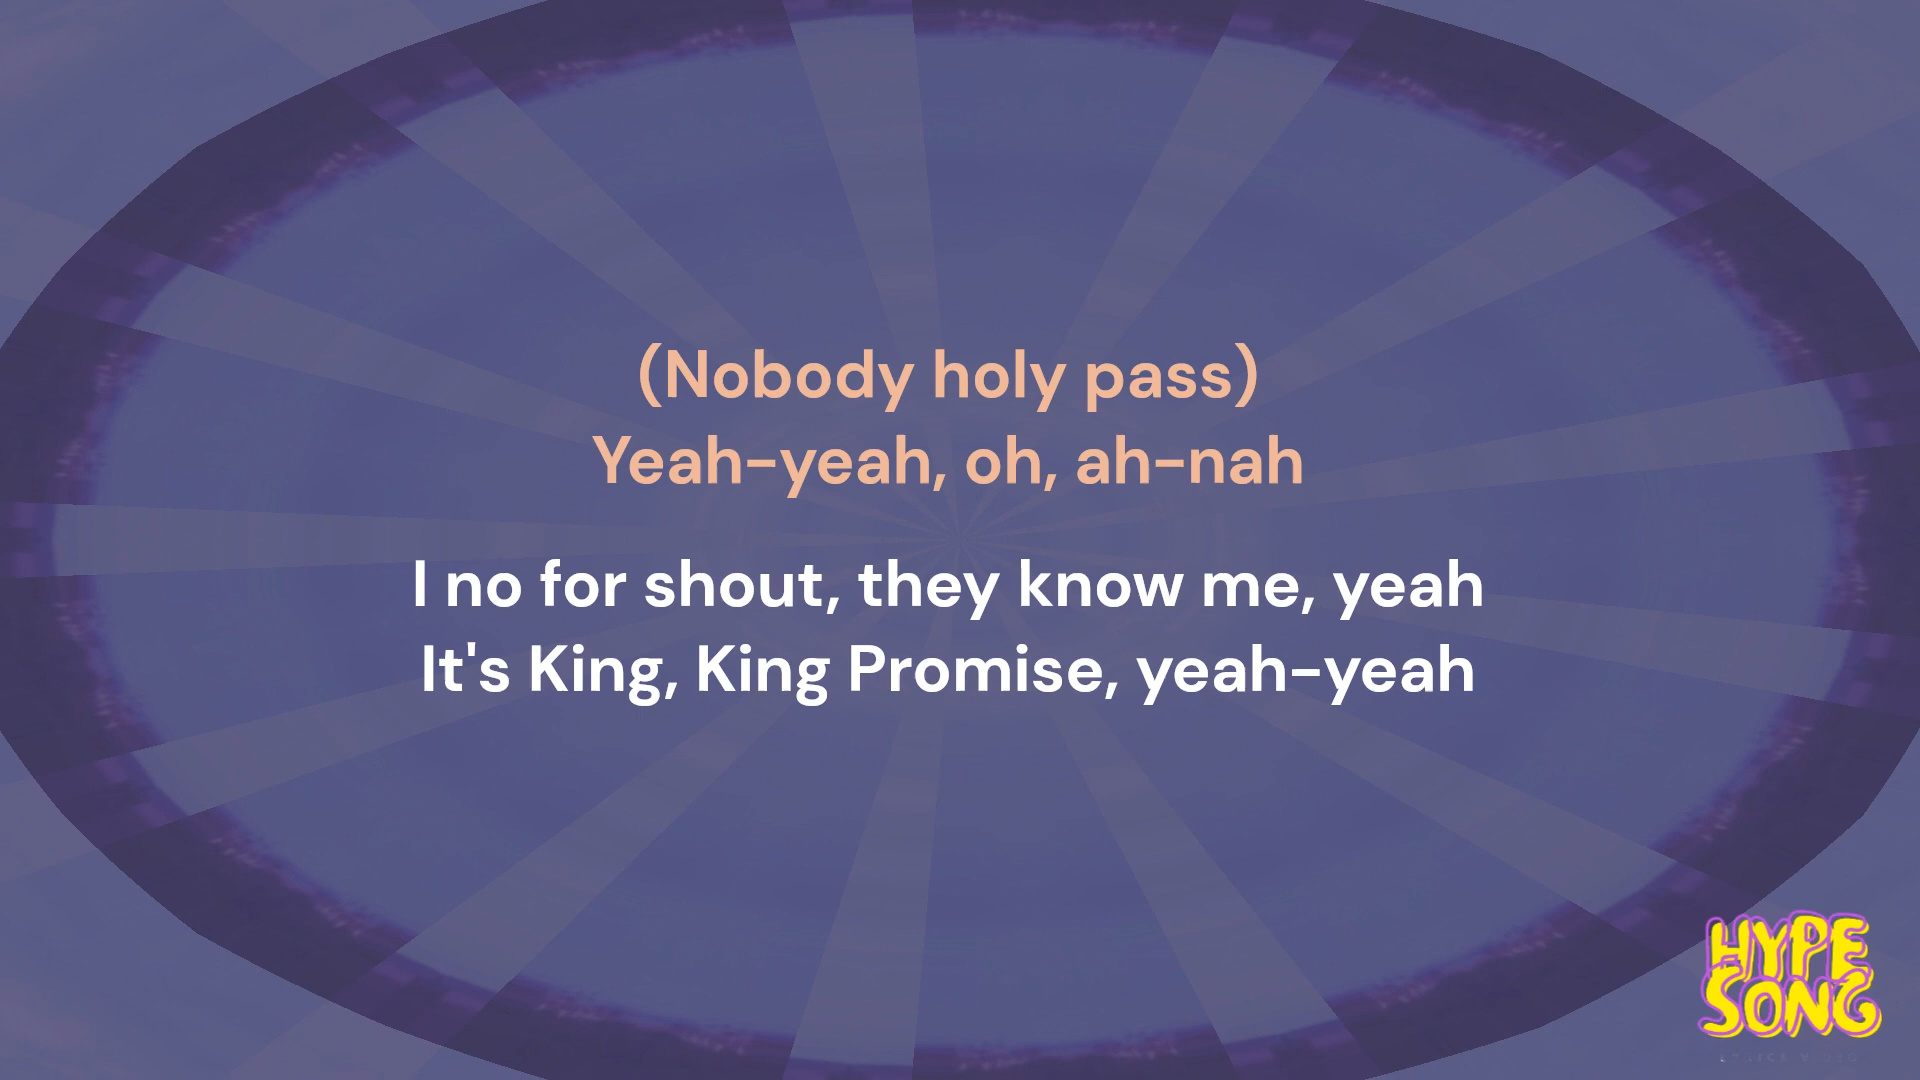 (Nobody holy pass)
Yeah-yeah, oh, ah-nah
I no for shout, they know me, yeah
It's King, King Promise, yeah-yeah
HYPE
SONG